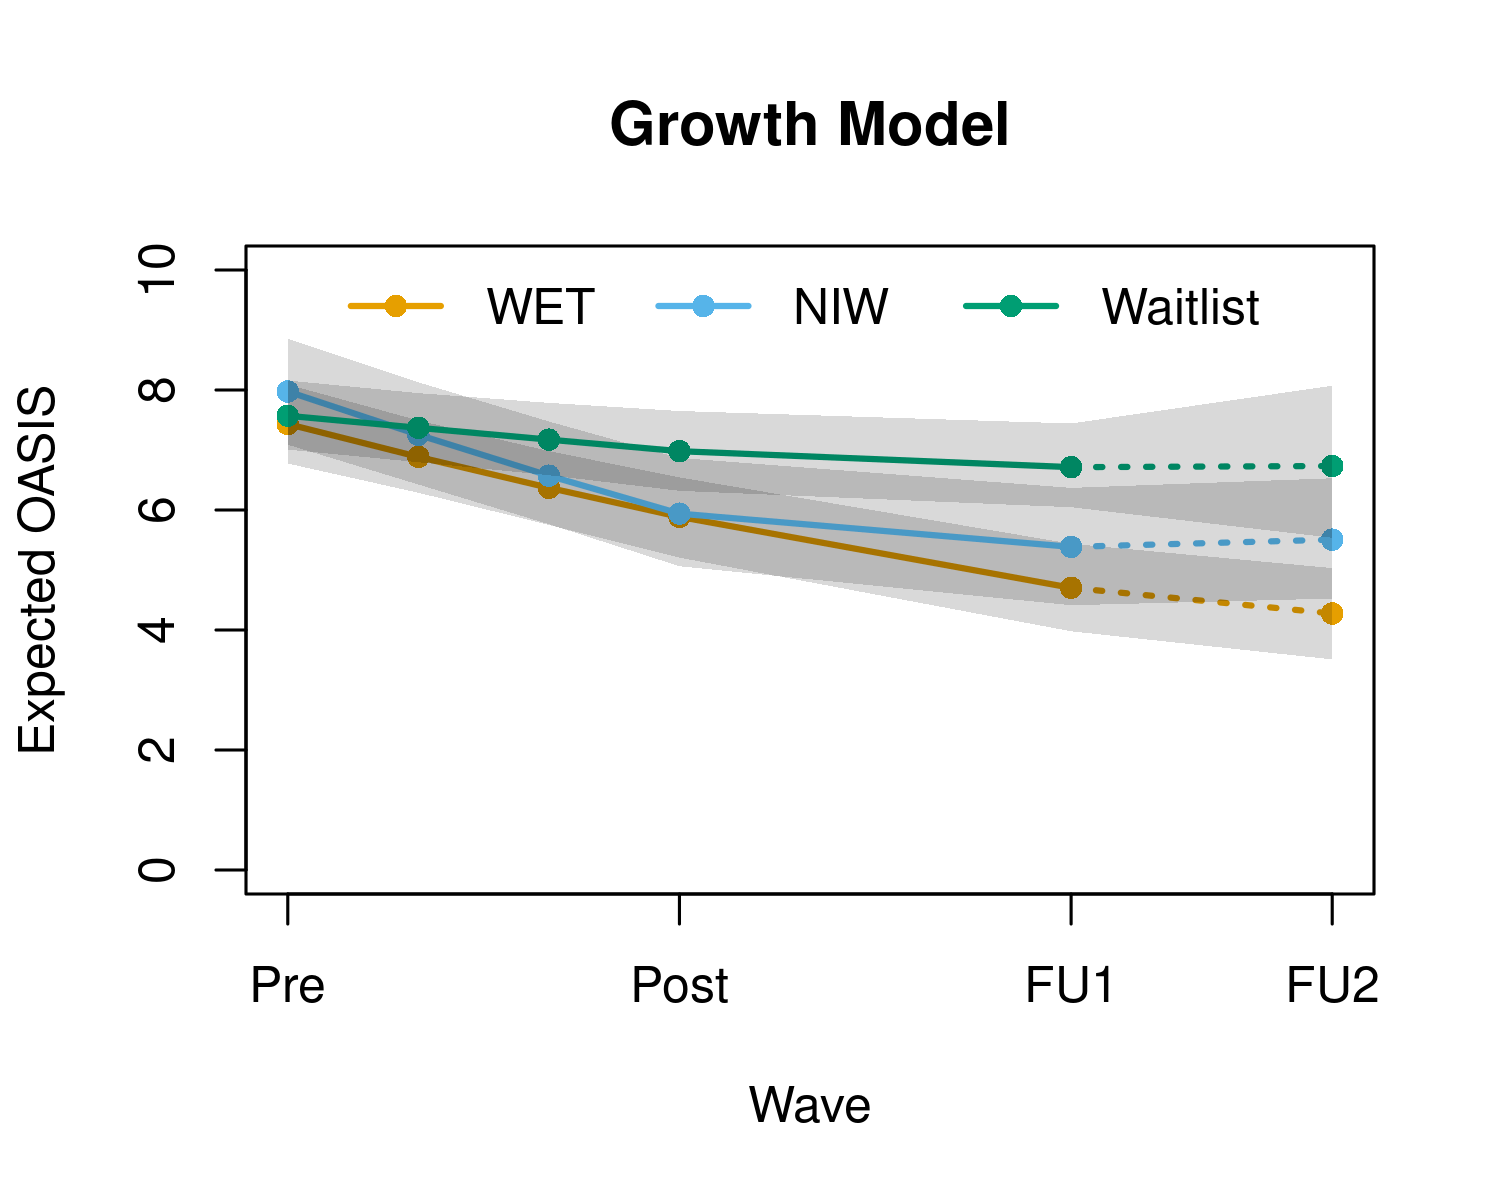 Growth Model
WET NIW Waitlist
Expected OASIS
10
8
6
4
2
0
Pre Post FU1 FU2
Wave